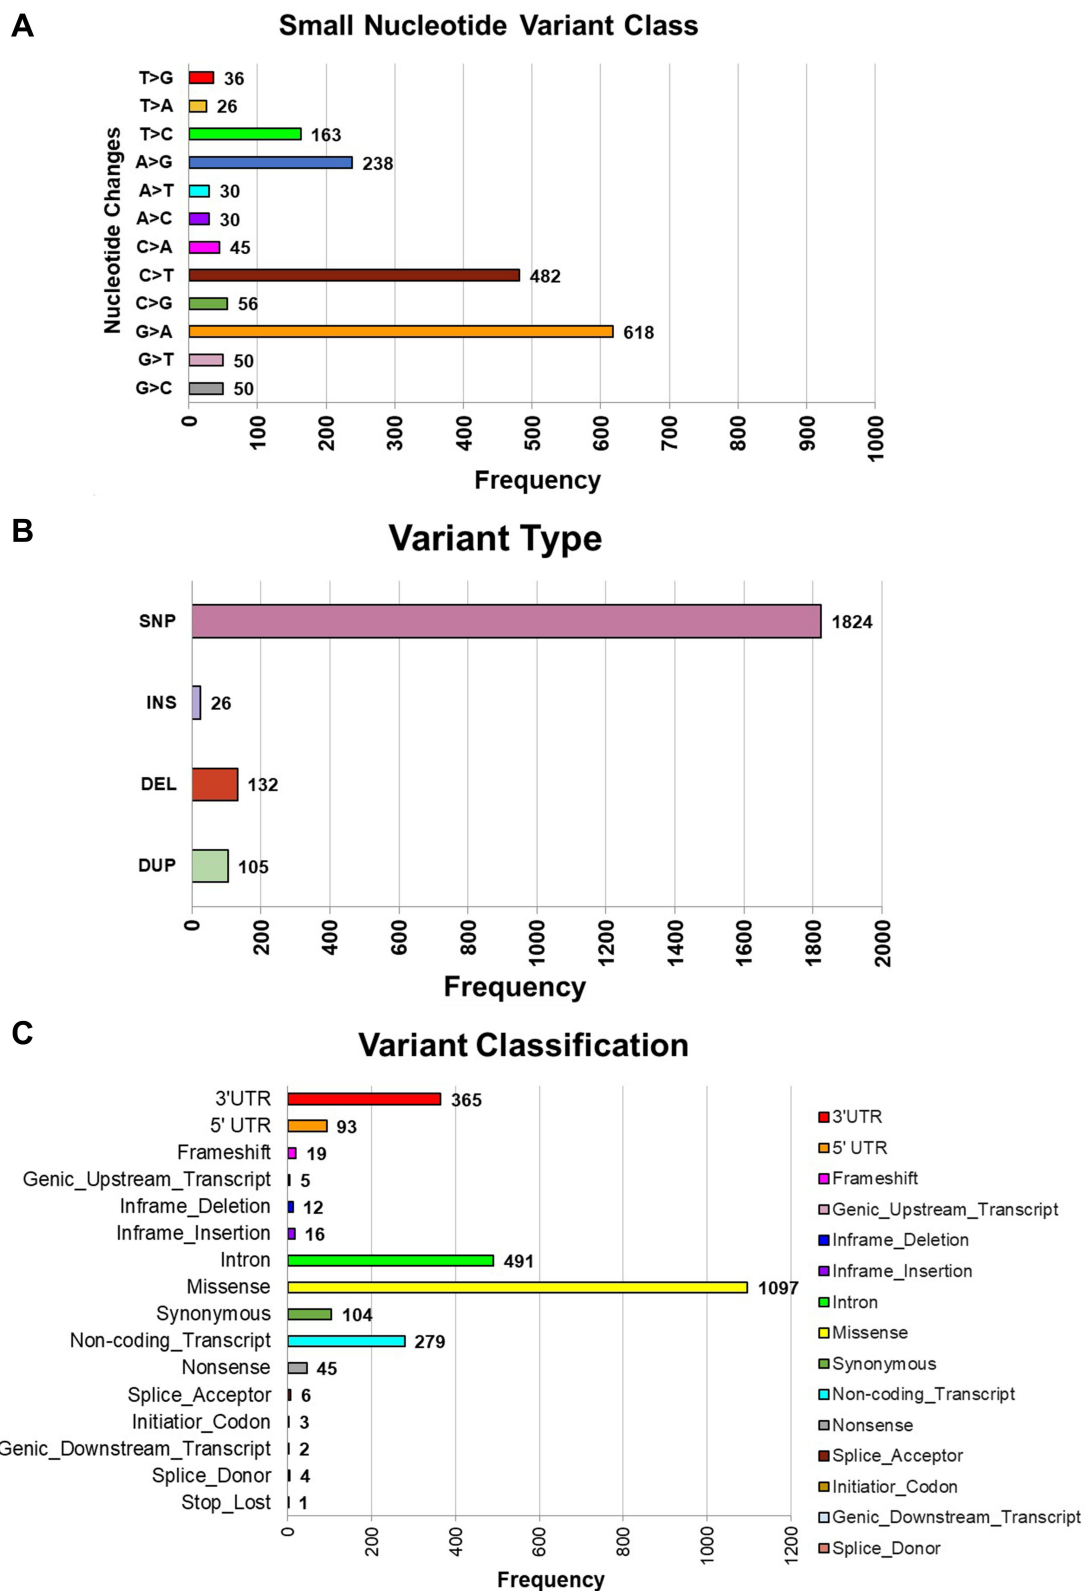 A
Small Nucleotide Variant Class
Nucleotide Changes
T>G 36
T>A 26
T>C 163
A>G 238
A>T 30
A>C 30
C>A 45
C>T 482
C>G 56
G>A 618
G>T 50
G>C 50
0 100 200 300 400 500 600 700 800 900 1000
Frequency
B
Variant Type
SNP 1824
INS 26
DEL 132
DUP 105
0 200 400 600 800 1000 1200 1400 1600 1800 2000
Frequency
C
Variant Classification
3'UTR 365
5' UTR 93
Frameshift 19
Genic_Upstream_Transcript 5
Inframe_Deletion 12
Inframe_Insertion 16
Intron 491
Missense 1097
Synonymous 104
Non-coding_Transcript 279
Nonsense 45
Splice_Acceptor 6
Initiatior_Codon 3
Genic_Downstream_Transcript 2
Splice_Donor 4
Stop_Lost 1
0 200 400 600 800 1000 1200
Frequency
3'UTR
5' UTR
Frameshift
Genic_Upstream_Transcript
Inframe_Deletion
Inframe_Insertion
Intron
Missense
Synonymous
Non-coding_Transcript
Nonsense
Splice_Acceptor
Initiatior_Codon
Genic_Downstream_Transcript
Splice_Donor